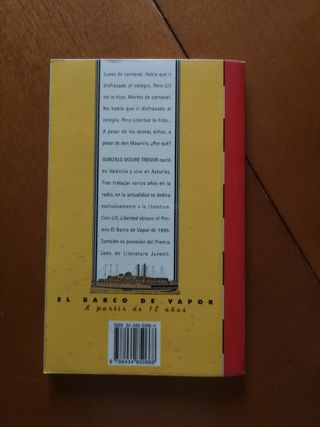 Lunes de carnaval. Había que ir
disfrazado al colegio. Pero Lili
no lo hizo. Martes de carnaval.
No había que ir disfrazado al
colegio. Pero Libertad lo hizo...
A pesar de los demás niños, a
pesar de don Mauricio. ¿Por qué?
GONZALO MOURE TRENOR nació
en Valencia y vive en Asturias.
Tras trabajar varios años en la
radio, en la actualidad se dedica
exclusivamente a la literatura.
Con Lili, Libertad obtuvo el Pre-
mio El Barco de Vapor de 1995.
También es poseedor del Premio
Jaén de Literatura Juvenil.
EL BARCO DE VAPOR
A partir de 12 años